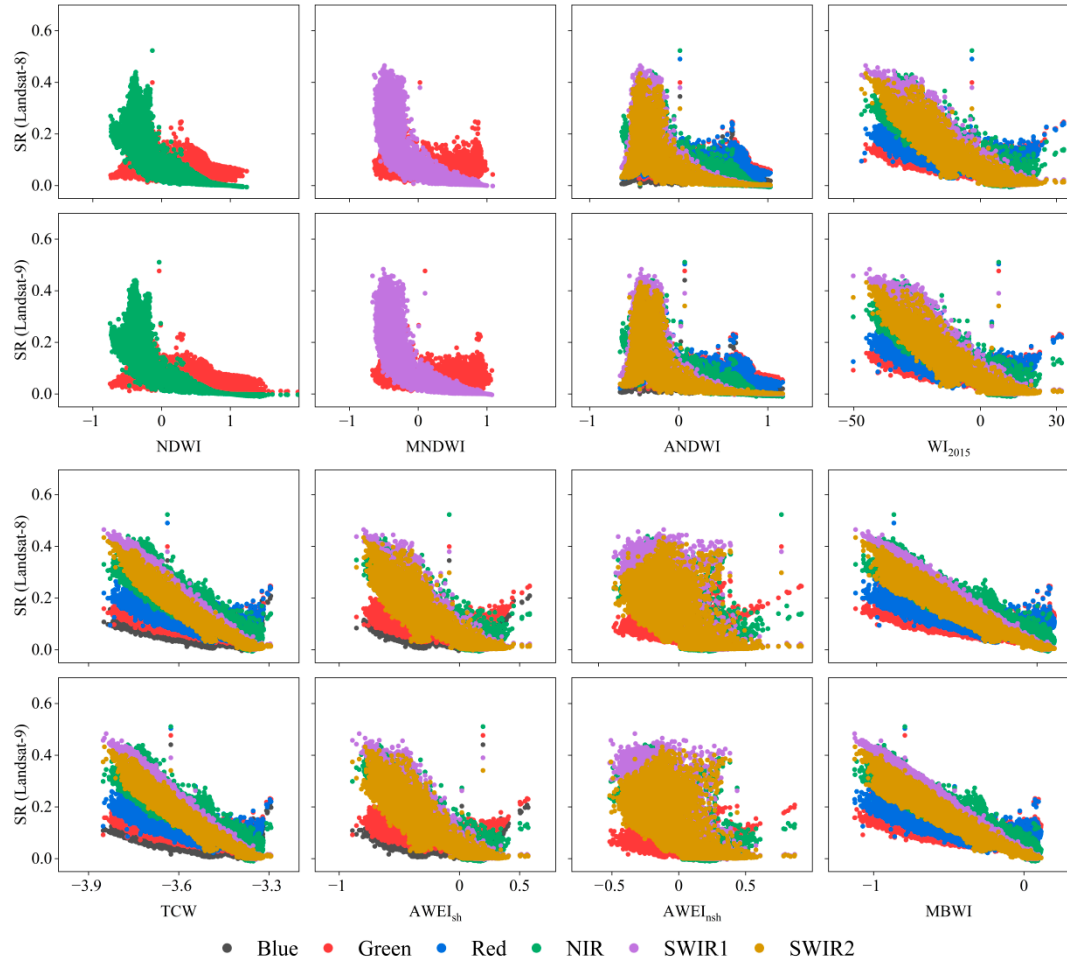 SR (Landsat-8)
0.6
0.4
0.2
0.0
SR (Landsat-9)
0.6
0.4
0.2
0.0
−1 0 1 −1 0 1 −1 0 1 −50 0 30
NDWI MNDWI ANDWI WI2015
SR (Landsat-8)
0.6
0.4
0.2
0.0
SR (Landsat-9)
0.6
0.4
0.2
0.0
−3.9 −3.6 −3.3 −1 0 0.5 −0.5 0 0.5 −1 0
TCW AWEIsh AWEInsh MBWI
Blue Green Red NIR SWIR1 SWIR2